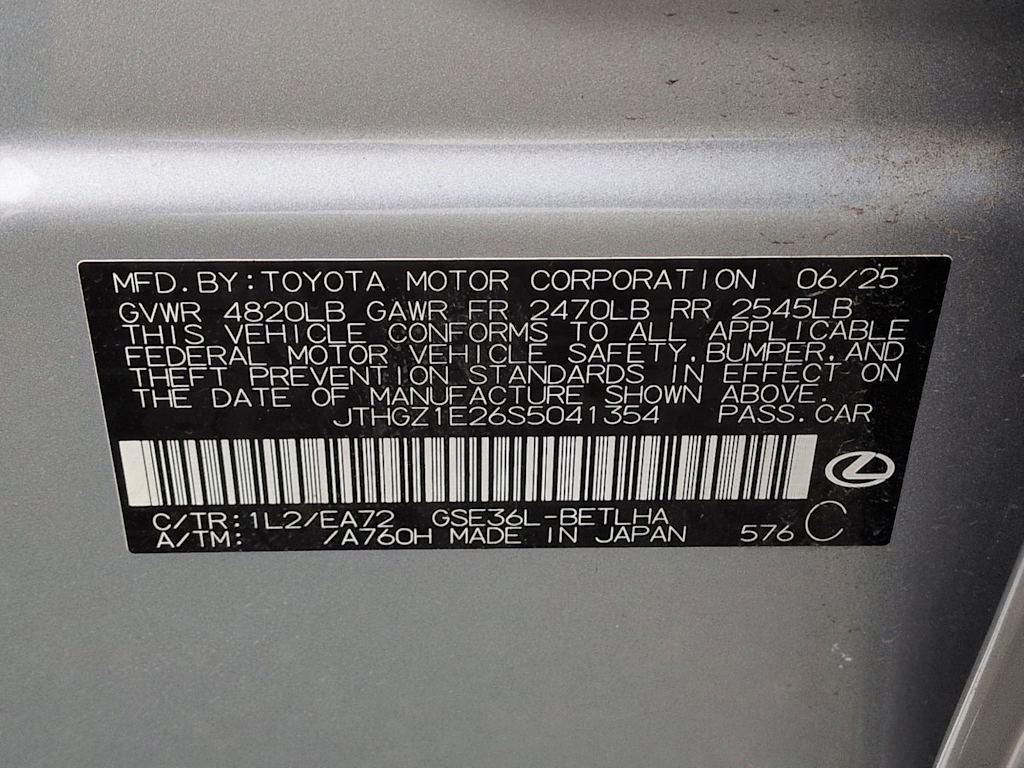 MFD. BY: TOYOTA MOTOR CORPORATION 06/25
GVWR 4820LB GAWR FR 2470LB RR 2545LB
THIS VEHICLE CONFORMS TO ALL APPLICABLE
FEDERAL MOTOR VEHICLE SAFETY, BUMPER, AND
THEFT PREVENTION STANDARDS IN EFFECT ON
THE DATE OF MANUFACTURE SHOWN ABOVE.
JTHGZ1E26S5041354 PASS. CAR
C/TR: 1L2/EA72 GSE36L-BETLHA
A/TM: /A760H MADE IN JAPAN 576 C